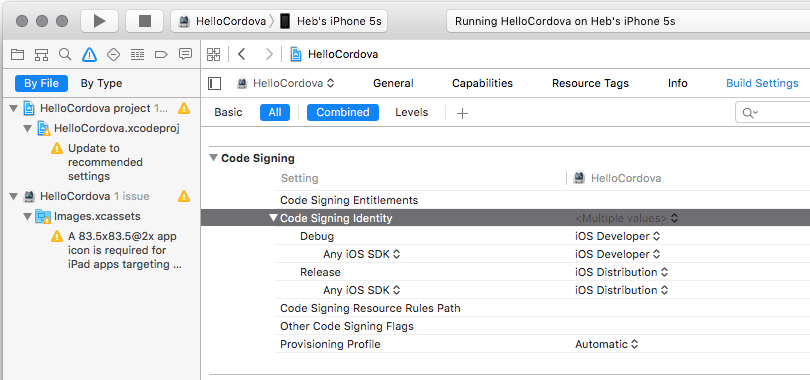 HelloCordova Heb's iPhone 5s Running HelloCordova on Heb's iPhone 5s
HelloCordova
By File By Type
HelloCordova General Capabilities Resource Tags Info Build Settings
HelloCordova project 1...
HelloCordova.xcodeproj
Update to
recommended
settings
HelloCordova 1 issue
Images.xcassets
A 83.5x83.5@2x app
icon is required for
iPad apps targeting ...
Basic All Combined Levels
Code Signing
Setting HelloCordova
Code Signing Entitlements
Code Signing Identity <Multiple values>
Debug iOS Developer
Any iOS SDK iOS Developer
Release iOS Distribution
Any iOS SDK iOS Distribution
Code Signing Resource Rules Path
Other Code Signing Flags
Provisioning Profile Automatic